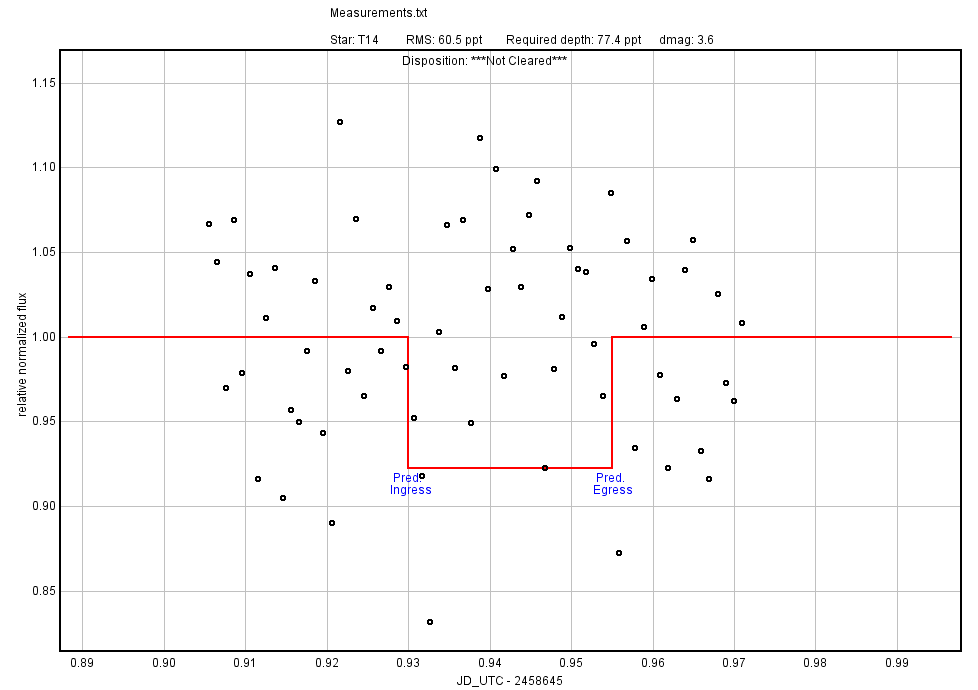 Measurements.txt
Star: T14 RMS: 60.5 ppt Required depth: 77.4 ppt dmag: 3.6
Disposition: ***Not Cleared***
1.15
1.10
1.05
1.00
0.95
0.90
0.85
relative normalized flux
Pred.
Ingress
Pred.
Egress
0.89 0.90 0.91 0.92 0.93 0.94 0.95 0.96 0.97 0.98 0.99
JD_UTC - 2458645